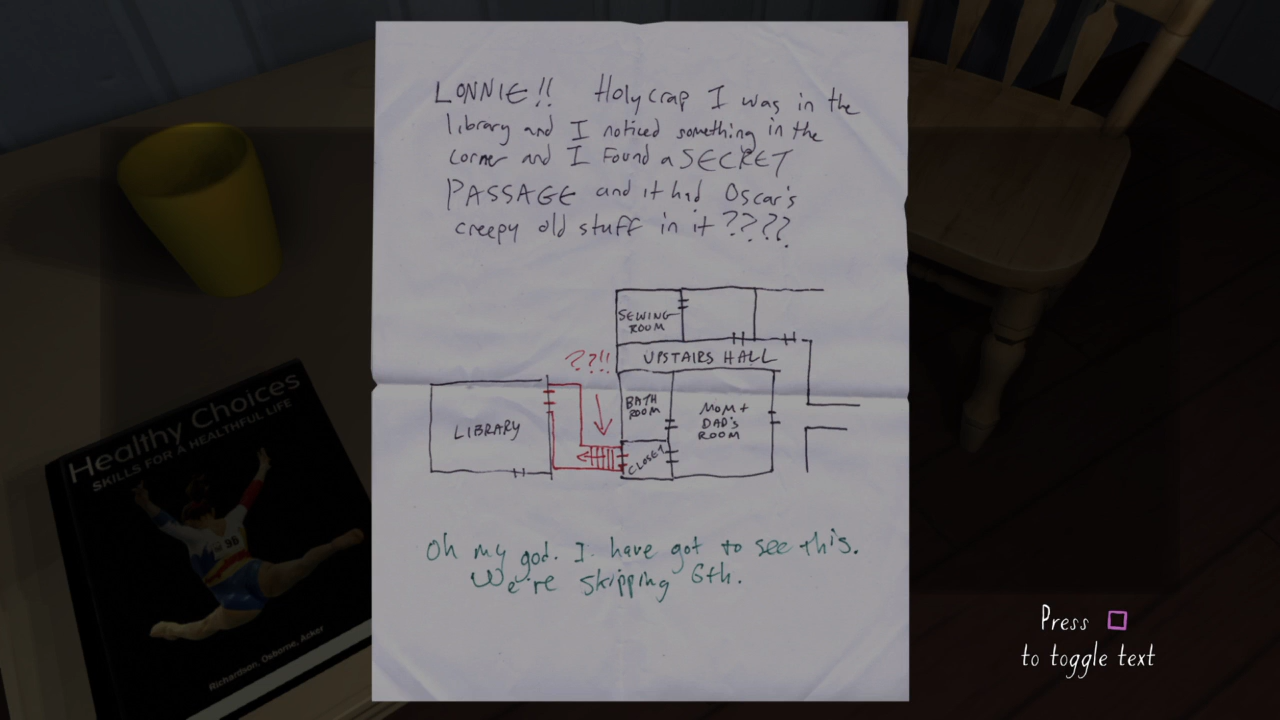 LONNIE!! Holy crap I was in the
library and I noticed something in the
corner and I found a SECRET
PASSAGE and it had Oscar's
creepy old stuff in it ????
SEWING
ROOM
UPSTAIRS HALL
??!!
BATH
ROOM
MOM +
DAD'S
ROOM
LIBRARY
CLOSET
Oh my god. I have got to see this.
We're skipping 6th.
Healthy Choices
SKILLS FOR A HEALTHFUL LIFE
98
Richardson, Osborne, Acker
Press
to toggle text